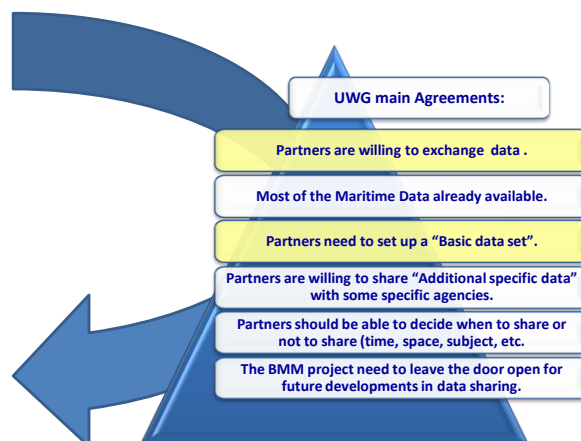 UWG main Agreements:
Partners are willing to exchange data .
Most of the Maritime Data already available.
Partners need to set up a “Basic data set”.
Partners are willing to share “Additional specific data”
with some specific agencies.
Partners should be able to decide when to share or
not to share (time, space, subject, etc.
The BMM project need to leave the door open for
future developments in data sharing.